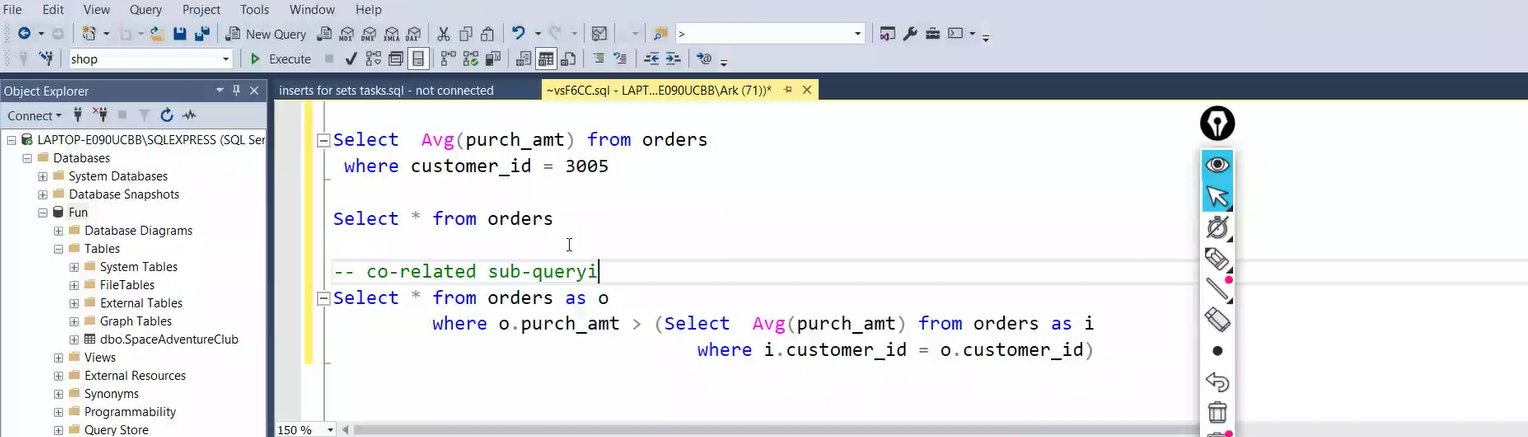 File Edit View Query Project Tools Window Help
New Query MDX DMX XMLA DAX >
shop Execute
Object Explorer
inserts for sets tasks.sql - not connected ~vsF6CC.sql - LAPT...E090UCBB\Ark (71))*
Connect
LAPTOP-E090UCBB\SQLEXPRESS (SQL Ser
Databases
System Databases
Database Snapshots
Fun
Database Diagrams
Tables
System Tables
FileTables
External Tables
Graph Tables
dbo.SpaceAdventureClub
Views
External Resources
Synonyms
Programmability
Query Store
Select Avg(purch_amt) from orders
where customer_id = 3005
Select * from orders
-- co-related sub-queryi
Select * from orders as o
where o.purch_amt > (Select Avg(purch_amt) from orders as i
where i.customer_id = o.customer_id)
150 %